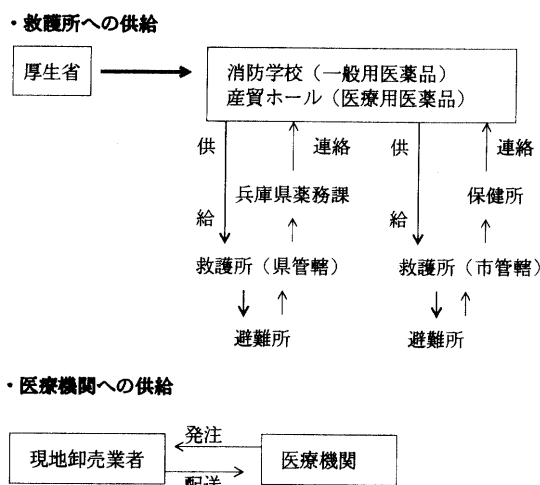 ・救護所への供給
厚生省
消防学校（一般用医薬品）
産貿ホール（医療用医薬品）
供 連絡 供 連絡
兵庫県薬務課 保健所
給 給
救護所（県管轄） 救護所（市管轄）
避難所 避難所
・医療機関への供給
発注
現地卸売業者 医療機関
配送